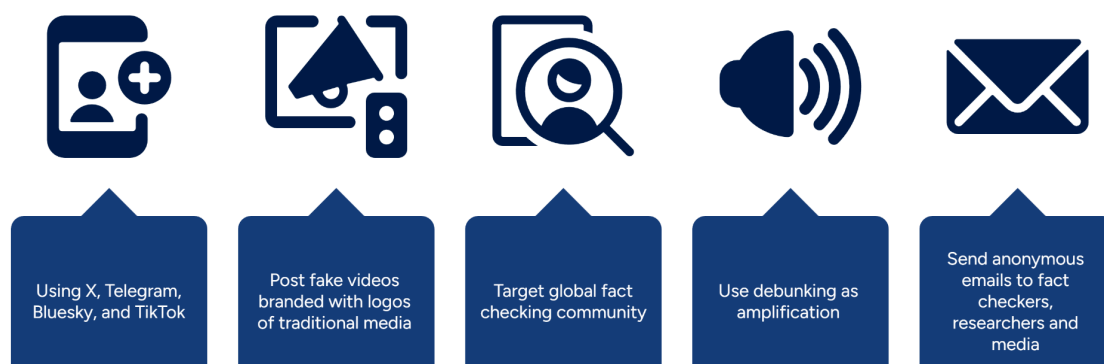 Using X, Telegram,
Bluesky, and TikTok
Post fake videos
branded with logos
of traditional media
Target global fact
checking community
Use debunking as
amplification
Send anonymous
emails to fact
checkers,
researchers and
media